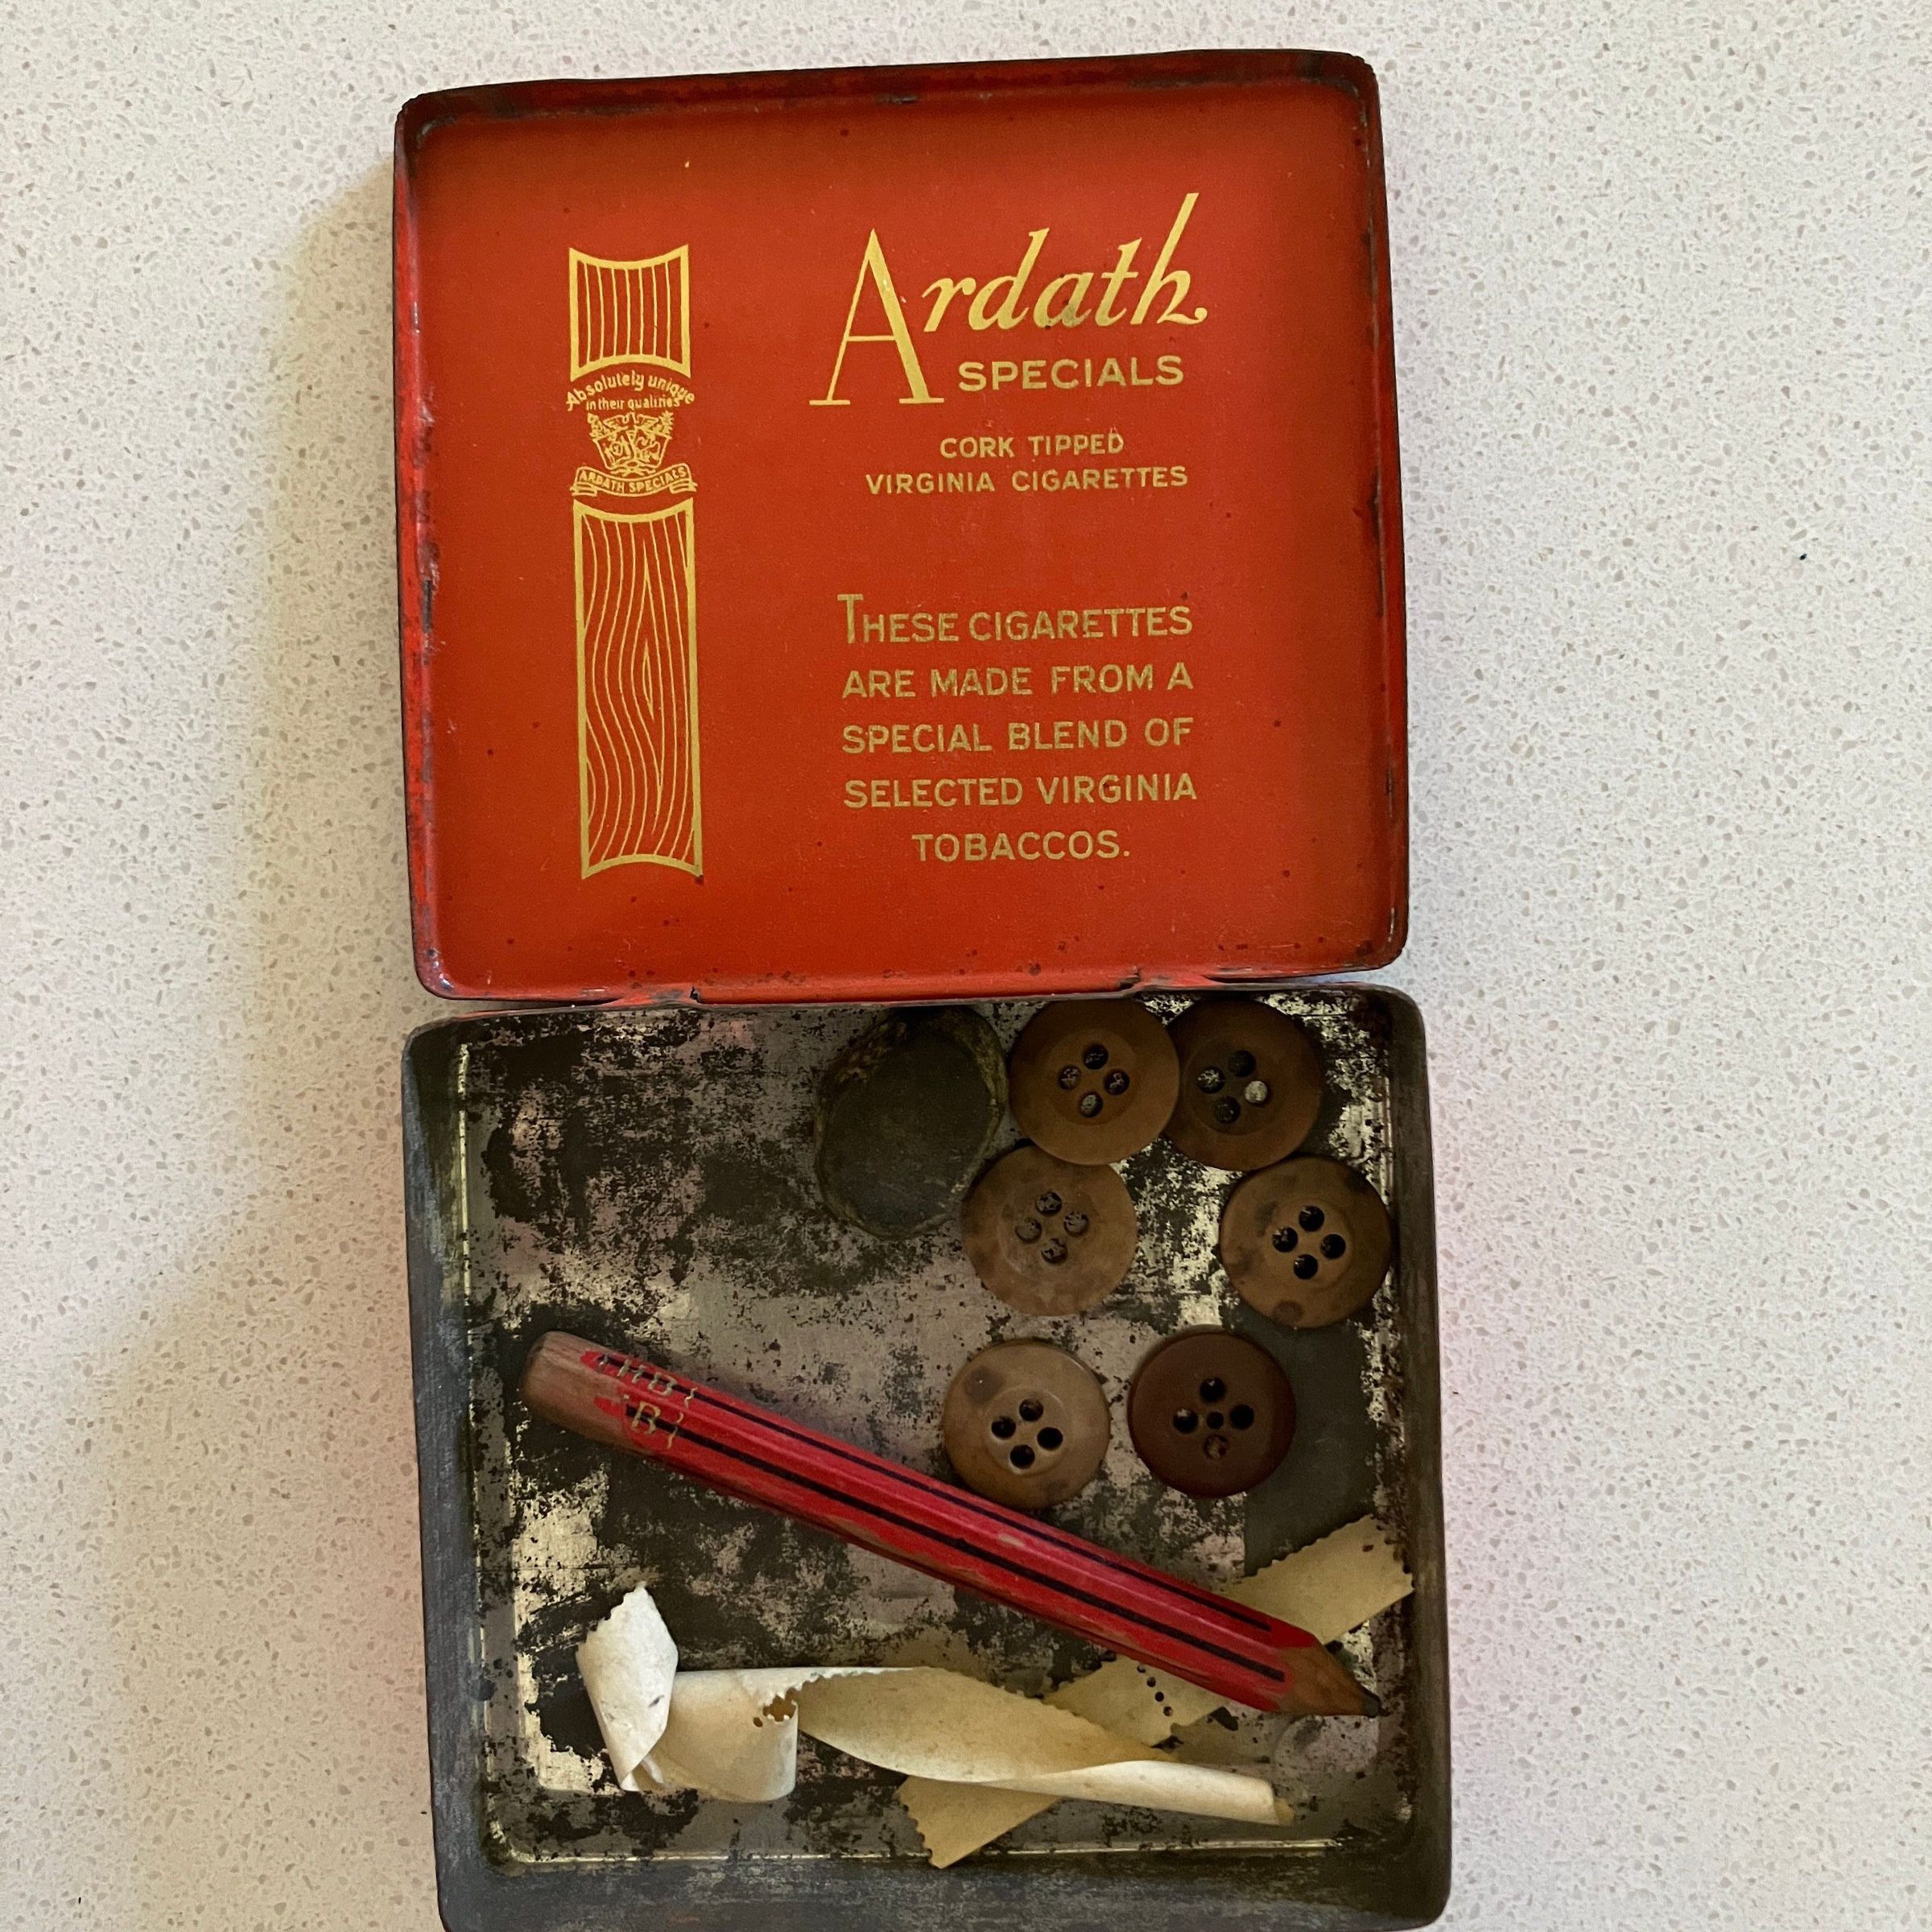 Absolutely unique
in their qualities
ARDATH SPECIALS
Ardath
SPECIALS
CORK TIPPED
VIRGINIA CIGARETTES
THESE CIGARETTES
ARE MADE FROM A
SPECIAL BLEND OF
SELECTED VIRGINIA
TOBACCOS.
B